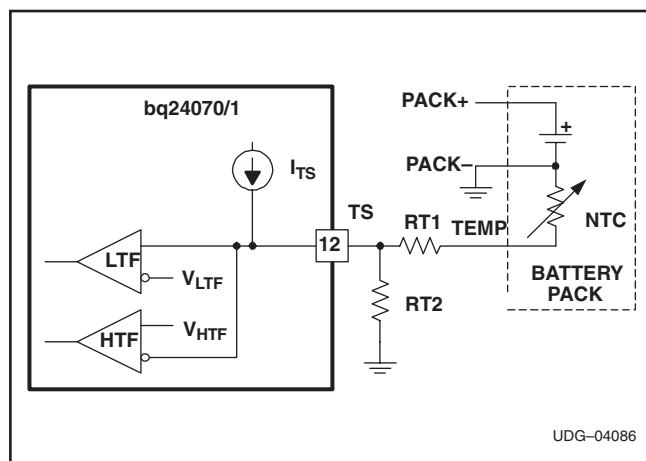 bq24070/1
PACK+
+
PACK–
I_TS
TS
RT1
TEMP
NTC
12
LTF
V_LTF
BATTERY
PACK
RT2
V_HTF
HTF
UDG–04086